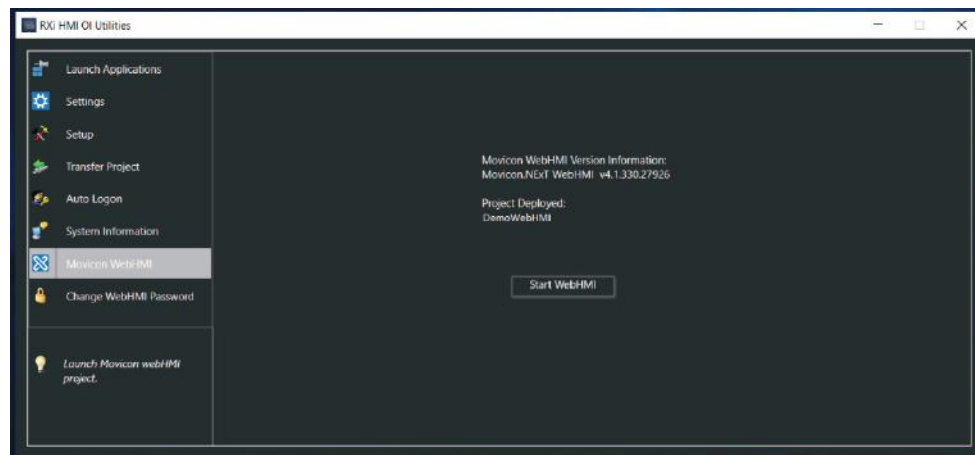 RXi HMI OI Utilities
Launch Applications
Settings
Setup
Transfer Project
Auto Logon
System Information
Movicon WebHMI
Change WebHMI Password
Launch Movicon webHMI
project.
Movicon WebHMI Version Information:
Movicon.NExT WebHMI v4.1.330.27926
Project Deployed:
DemoWebHMI
Start WebHMI